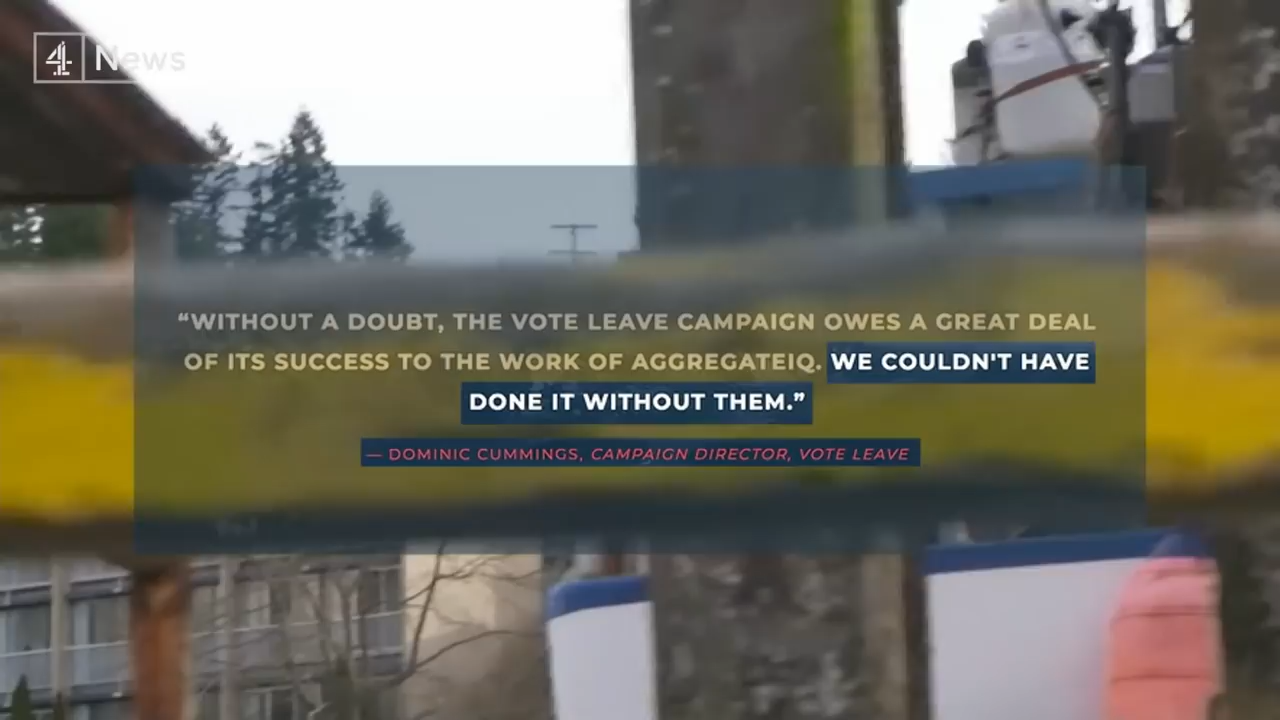 4 News
“WITHOUT A DOUBT, THE VOTE LEAVE CAMPAIGN OWES A GREAT DEAL
OF ITS SUCCESS TO THE WORK OF AGGREGATEIQ. WE COULDN'T HAVE
DONE IT WITHOUT THEM.”
— DOMINIC CUMMINGS, CAMPAIGN DIRECTOR, VOTE LEAVE